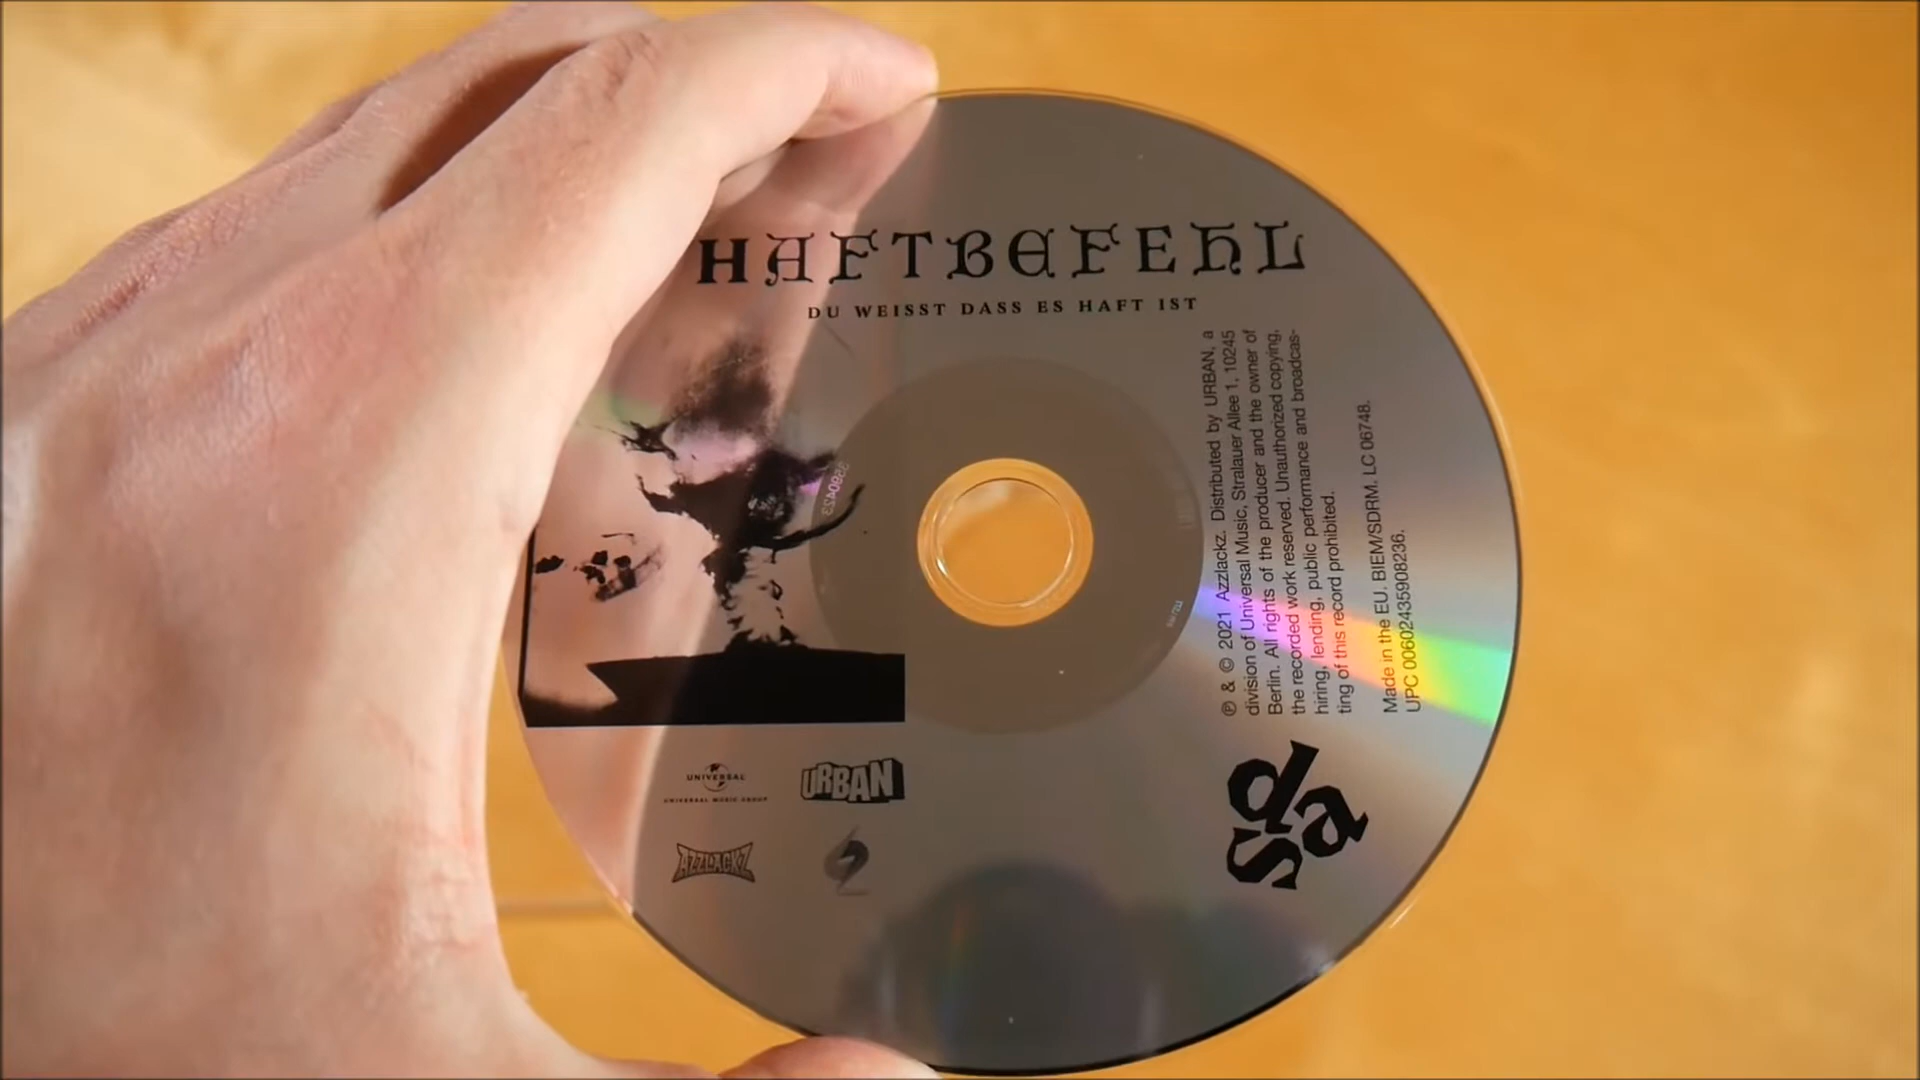 HAFTBEFEHL
DU WEISST DASS ES HAFT IST
℗ & © 2021 Azzlackz. Distributed by URBAN, a
division of Universal Music, Stralauer Allee 1, 10245
Berlin. All rights of the producer and the owner of
the recorded work reserved. Unauthorized copying,
hiring, lending, public performance and broadcas-
ting of this record prohibited.
Made in the EU. BIEM/SDRM. LC 06748.
UPC 00602435908236.
UNIVERSAL
UNIVERSAL MUSIC GROUP
URBAN
AZZLACKZ